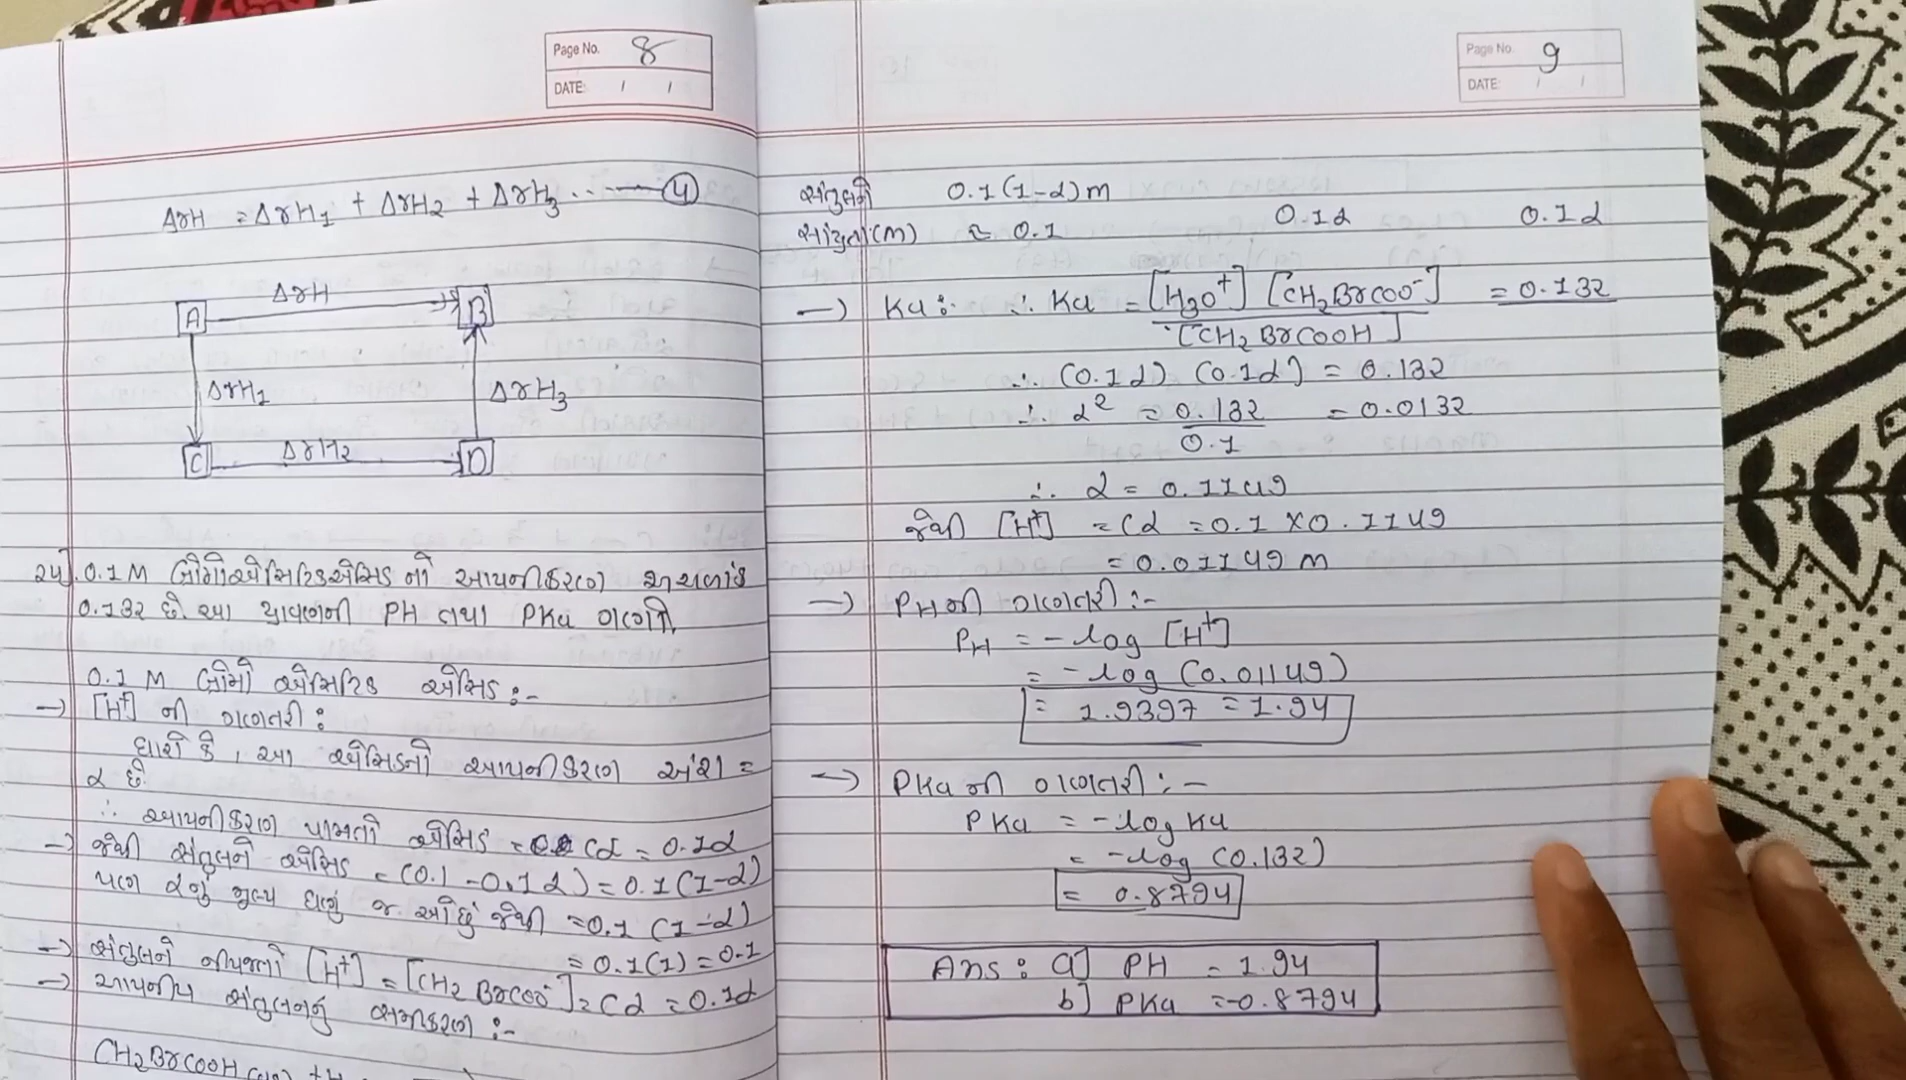 Page No. 8
DATE: / /
ΔrH = ΔrH1 + ΔrH2 + ΔrH3 ..——(4)
A ΔrH B
ΔrH1 ΔrH3
C ΔrH2 D
24] 0.1M બ્રોમોએસિટિકએસિડ નો આયનીકરણ અચળાંક
0.132 છે. આ દ્રાવણની PH તથા PKa ગણો.
0.1 M બ્રોમો એસિટિક એસિડ :-
→ [H+] ની ગણતરી :
ધારો કે, આ એસિડનો આયનીકરણ અંશ =
α છે
∴ આયનીકરણ પામતો એસિડ = Cα = 0.1α
→ જેથી સંતુલને એસિડ = (0.1 - 0.1α) = 0.1(1-α)
પણ α નું મૂલ્ય ઘણું જ ઓછું જેથી = 0.1 (1-α)
= 0.1(1) = 0.1
→ સંતુલને નીપજતો [H+] = [CH2BrCOO-] = Cα = 0.1α
→ આયનીય સંતુલનનું સમીકરણ :-
CH2BrCOOH
Page No. 9
DATE: / /
સંતુલને 0.1(1-α)m
સાંદ્રતા(m) ≈ 0.1 0.1α 0.1α
→ Ka : ∴ Ka = [H3O+] [CH2BrCOO-] = 0.132
[CH2BrCOOH]
∴ (0.1α) (0.1α) = 0.132
∴ α2 = 0.132 = 0.0132
0.1
∴ α = 0.1149
જેથી [H+] = Cα = 0.1 × 0.1149
= 0.01149 m
→ PH ની ગણતરી :-
PH = -log [H+]
= -log (0.01149)
= 1.9397 = 1.94
→ PKa ની ગણતરી :-
PKa = -log Ka
= -log (0.132)
= 0.8794
Ans : a] PH = 1.94
b] PKa = 0.8794